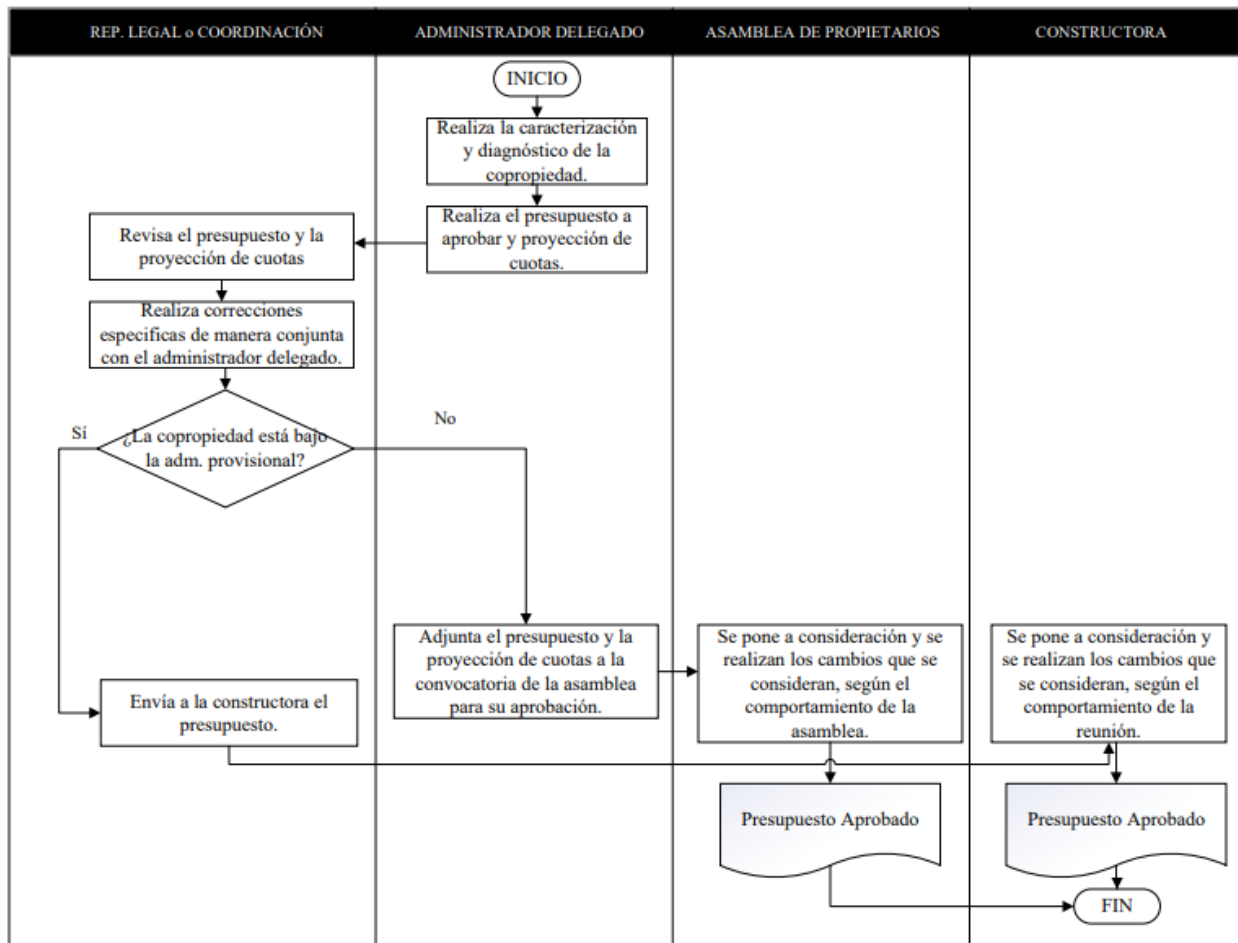 REP. LEGAL o COORDINACIÓN
ADMINISTRADOR DELEGADO
ASAMBLEA DE PROPIETARIOS
CONSTRUCTORA
INICIO
Realiza la caracterización
y diagnóstico de la
copropiedad.
Realiza el presupuesto a
aprobar y proyección de
cuotas.
Revisa el presupuesto y la
proyección de cuotas
Realiza correcciones
especificas de manera conjunta
con el administrador delegado.
¿La copropiedad está bajo
la adm. provisional?
Sí
No
Adjunta el presupuesto y la
proyección de cuotas a la
convocatoria de la asamblea
para su aprobación.
Se pone a consideración y se
realizan los cambios que se
consideran, según el
comportamiento de la
asamblea.
Se pone a consideración y
se realizan los cambios que
se consideran, según el
comportamiento de la
reunión.
Envía a la constructora el
presupuesto.
Presupuesto Aprobado
Presupuesto Aprobado
FIN